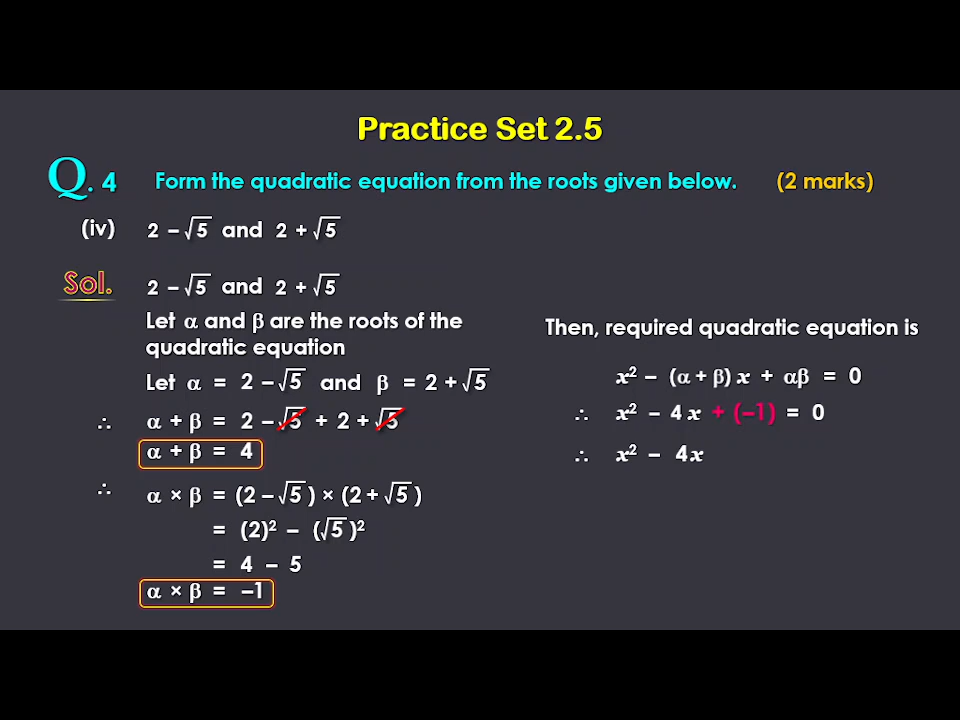 Practice Set 2.5
Q. 4 Form the quadratic equation from the roots given below. (2 marks)
(iv) 2 – √5 and 2 + √5
Sol. 2 – √5 and 2 + √5
Let α and β are the roots of the
quadratic equation
Let α = 2 – √5 and β = 2 + √5
∴ α + β = 2 – √5 + 2 + √5
α + β = 4
∴ α × β = (2 – √5 ) × (2 + √5 )
= (2)² – (√5 )²
= 4 – 5
α × β = –1
Then, required quadratic equation is
x² – (α + β) x + αβ = 0
∴ x² – 4x + (–1) = 0
∴ x² – 4x